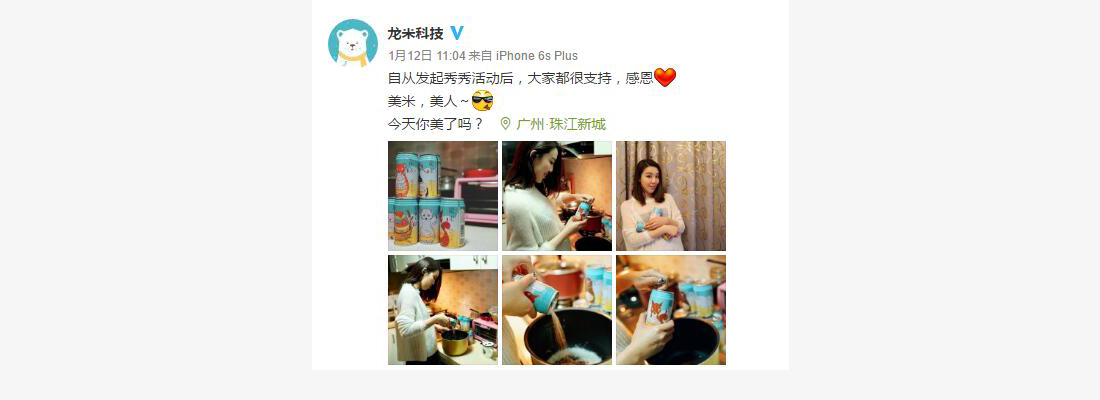 龙米科技
1月12日 11:04 来自 iPhone 6s Plus
自从发起秀秀活动后，大家都很支持，感恩
美米，美人～
今天你美了吗？ 广州·珠江新城